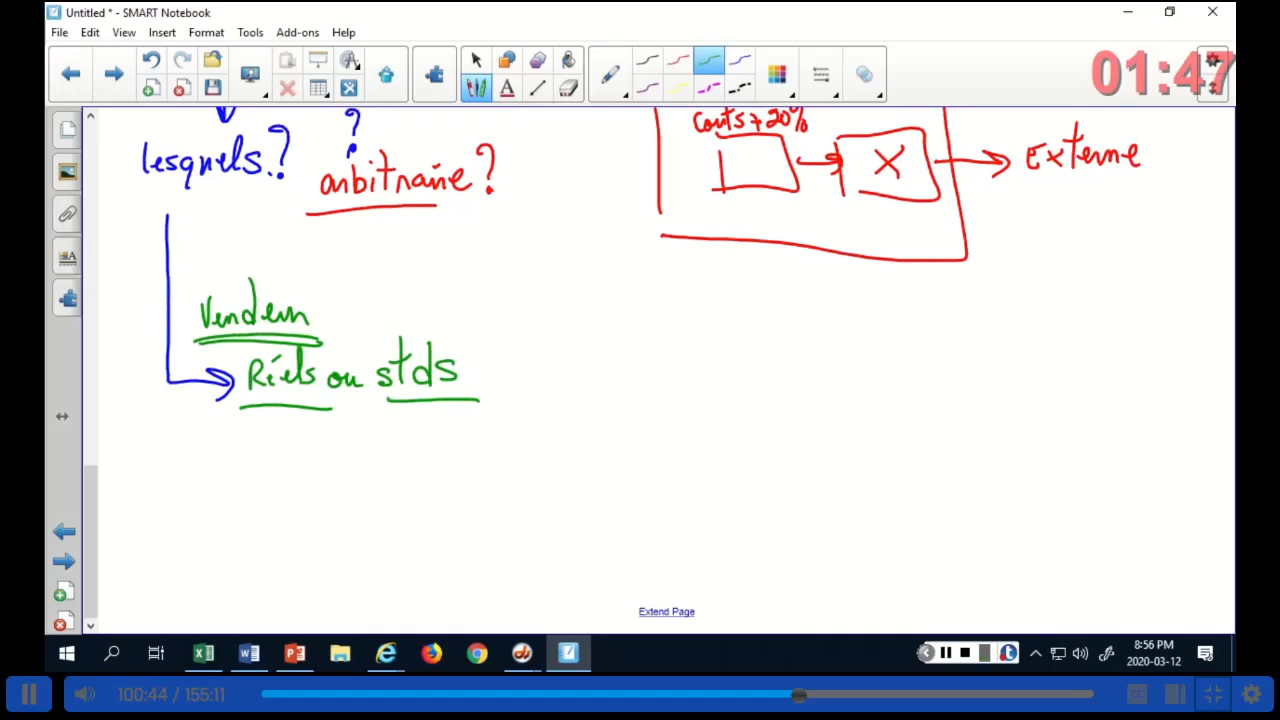 Untitled * - SMART Notebook
File Edit View Insert Format Tools Add-ons Help
01:47
lesquels?
?
arbitraire?
Couts + 20%
X
Externe
Vendeur
Réels ou stds
Extend Page
8:56 PM
2020-03-12
100:44 / 155:11